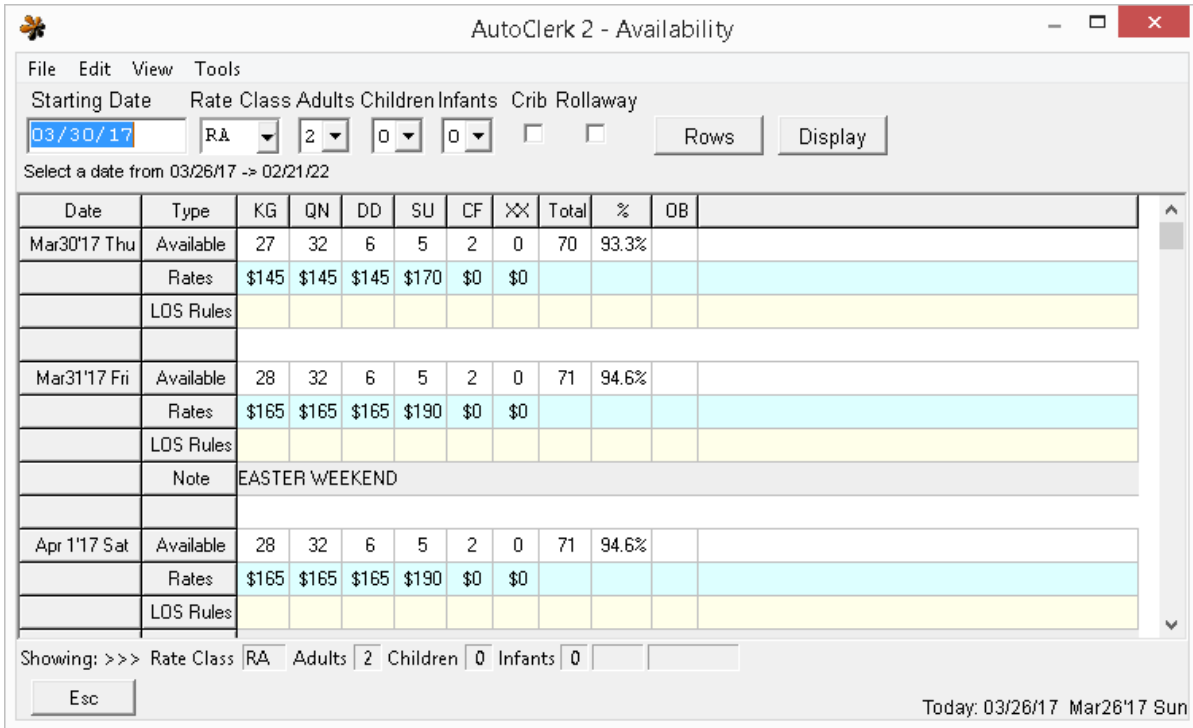 AutoClerk 2 - Availability
File Edit View Tools
Starting Date Rate Class Adults Children Infants Crib Rollaway
03/30/17 RA 2 0 0 Rows Display
Select a date from 03/26/17 -> 02/21/22
Date Type KG QN DD SU CF XX Total % OB
Mar30'17 Thu Available 27 32 6 5 2 0 70 93.3%
Rates $145 $145 $145 $170 $0 $0
LOS Rules
Mar31'17 Fri Available 28 32 6 5 2 0 71 94.6%
Rates $165 $165 $165 $190 $0 $0
LOS Rules
Note EASTER WEEKEND
Apr 1'17 Sat Available 28 32 6 5 2 0 71 94.6%
Rates $165 $165 $165 $190 $0 $0
LOS Rules
Showing: >>> Rate Class RA Adults 2 Children 0 Infants 0
Esc
Today: 03/26/17 Mar26'17 Sun